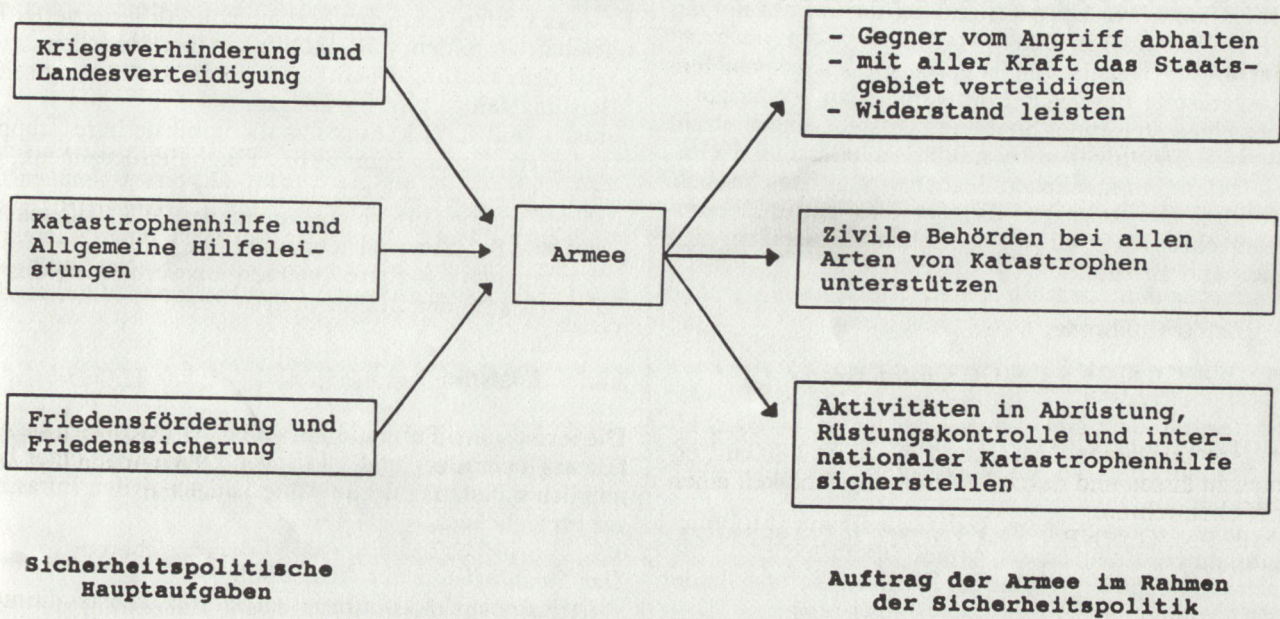 Kriegsverhinderung und
Landesverteidigung
Katastrophenhilfe und
Allgemeine Hilfelei-
stungen
Friedensförderung und
Friedenssicherung
Sicherheitspolitische
Hauptaufgaben
Armee
- Gegner vom Angriff abhalten
- mit aller Kraft das Staats-
gebiet verteidigen
- Widerstand leisten
Zivile Behörden bei allen
Arten von Katastrophen
unterstützen
Aktivitäten in Abrüstung,
Rüstungskontrolle und inter-
nationaler Katastrophenhilfe
sicherstellen
Auftrag der Armee im Rahmen
der Sicherheitspolitik